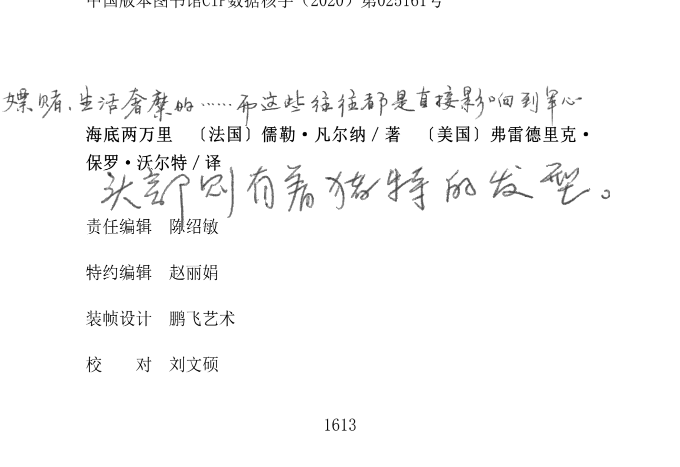 中国版本图书馆CIP数据核字（2020）第025161号
嫖赌,生活奢糜的……而这些往往都是直接影响到军心
海底两万里 〔法国〕儒勒·凡尔纳/著 〔美国〕弗雷德里克·
保罗·沃尔特/译
头部则有着独特的发型。
责任编辑 陈绍敏
特约编辑 赵丽娟
装帧设计 鹏飞艺术
校 对 刘文硕
1613